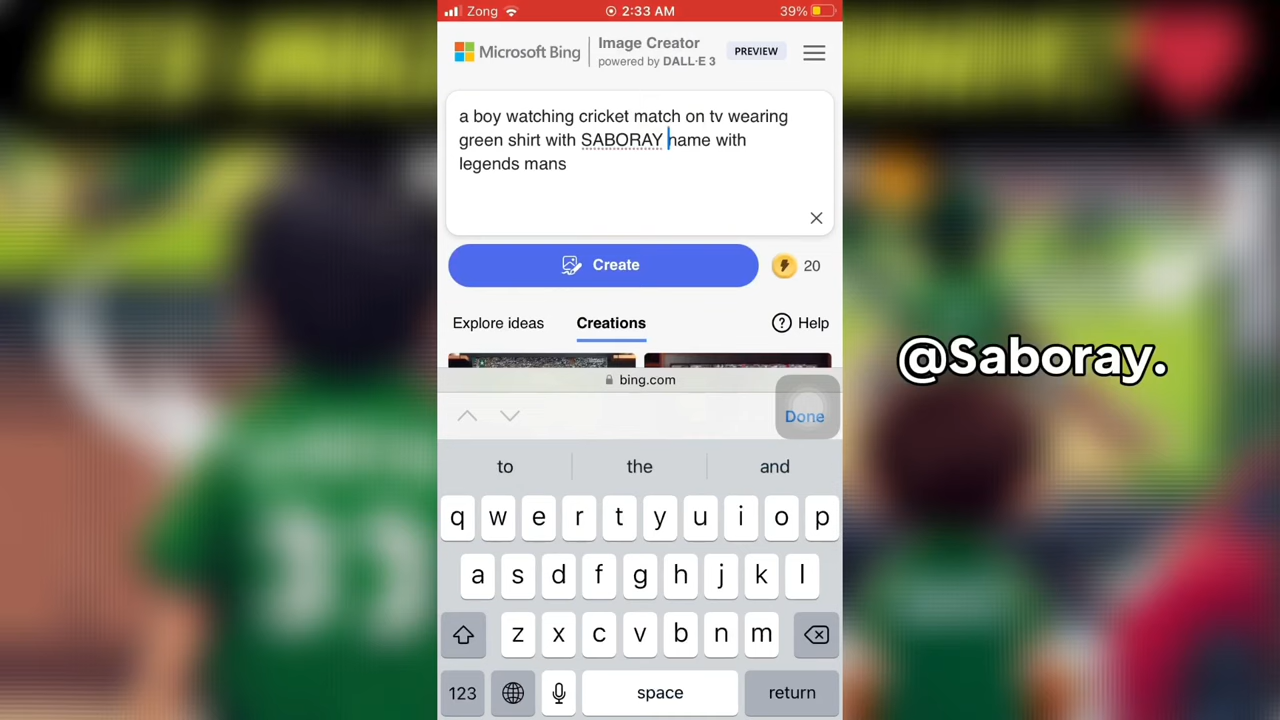 Zong
2:33 AM
39%
Microsoft Bing
Image Creator
powered by DALL·E 3
PREVIEW
a boy watching cricket match on tv wearing
green shirt with SABORAY name with
legends mans
Create
20
Explore ideas
Creations
Help
bing.com
Done
to the and
q w e r t y u i o p
a s d f g h j k l
z x c v b n m
123 space return
@Saboray.